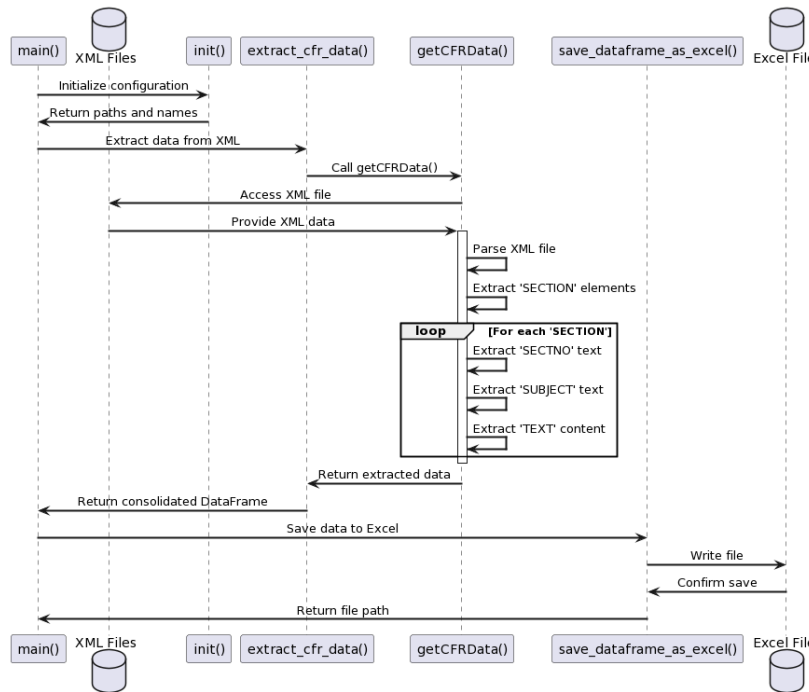 main()
XML Files
init()
extract_cfr_data()
getCFRData()
save_dataframe_as_excel()
Excel File
Initialize configuration
Return paths and names
Extract data from XML
Call getCFRData()
Access XML file
Provide XML data
Parse XML file
Extract 'SECTION' elements
loop [For each 'SECTION']
Extract 'SECTNO' text
Extract 'SUBJECT' text
Extract 'TEXT' content
Return extracted data
Return consolidated DataFrame
Save data to Excel
Write file
Confirm save
Return file path
main()
XML Files
init()
extract_cfr_data()
getCFRData()
save_dataframe_as_excel()
Excel File